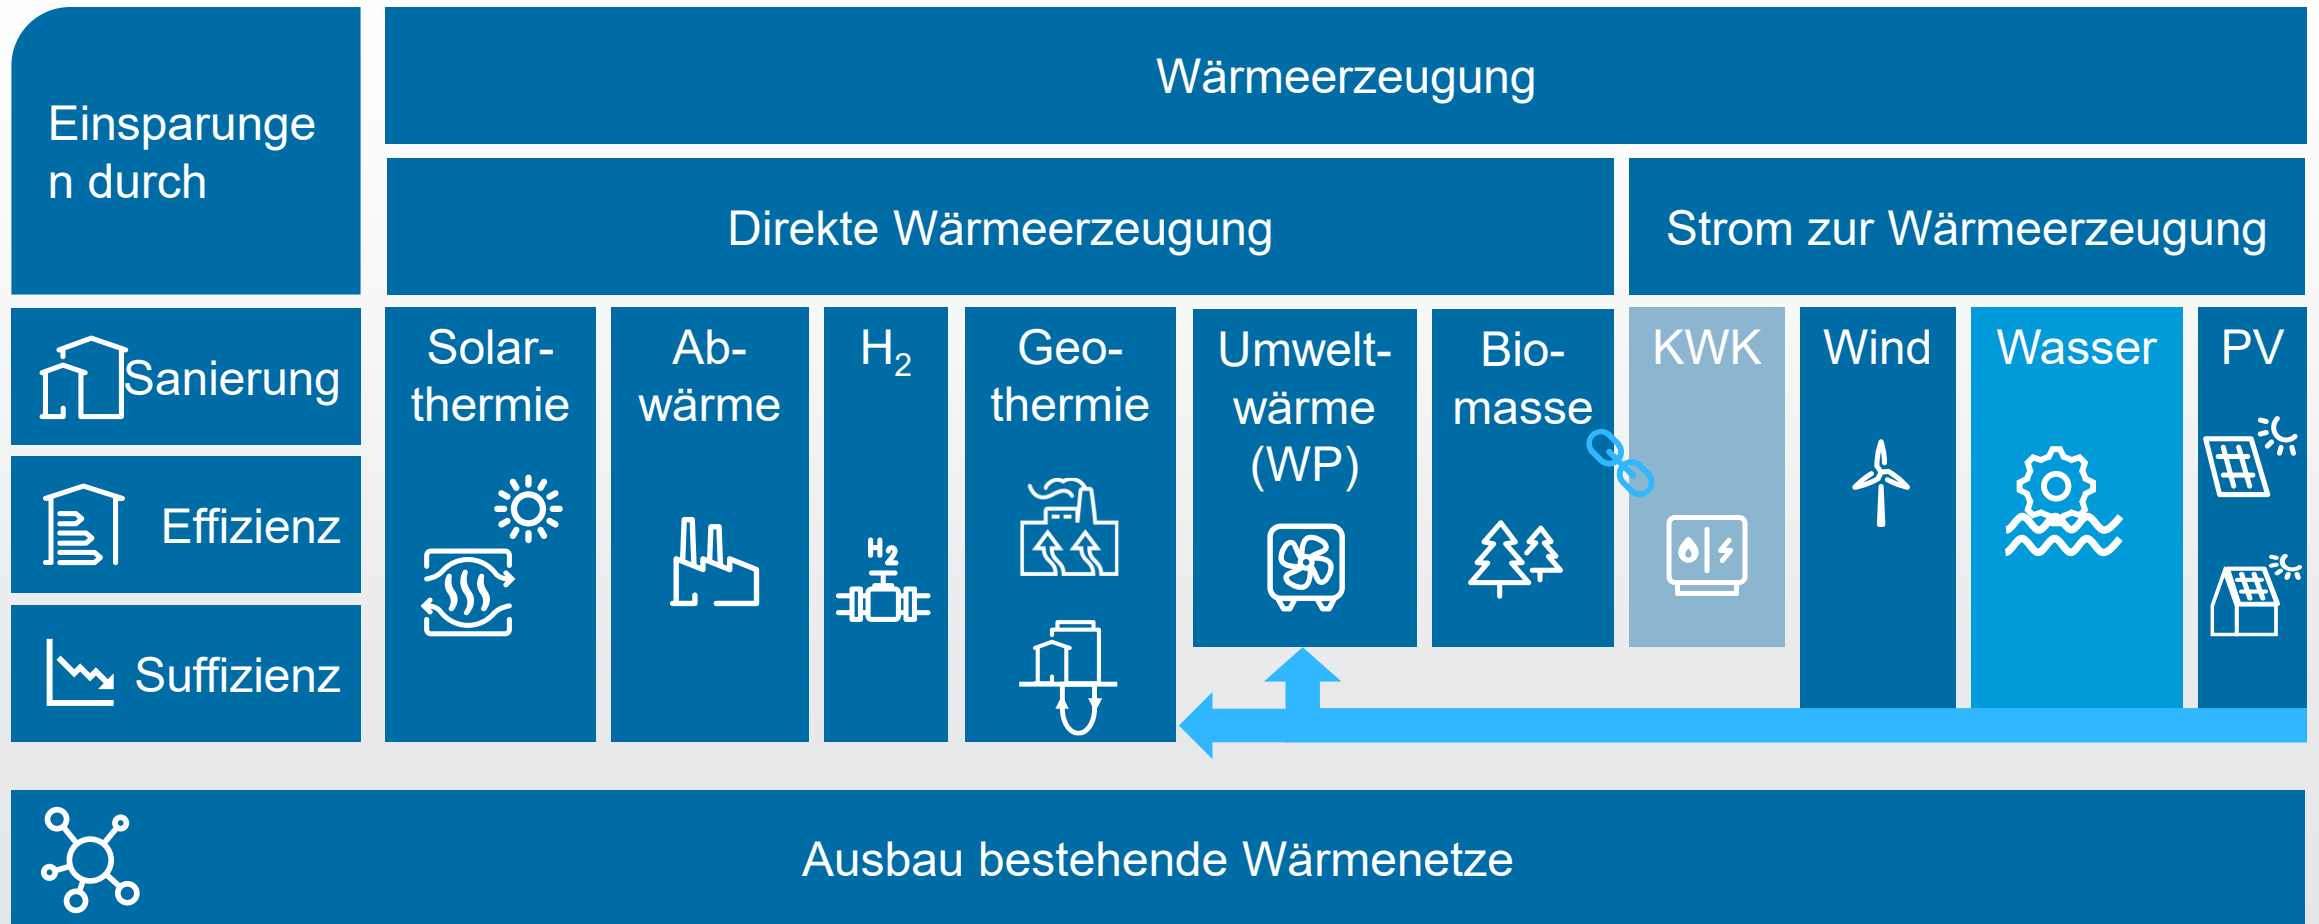 Einsparunge
n durch
Wärmeerzeugung
Direkte Wärmeerzeugung
Strom zur Wärmeerzeugung
Sanierung
Effizienz
Suffizienz
Solar-
thermie
Ab-
wärme
H₂
H2
Geo-
thermie
Umwelt-
wärme
(WP)
Bio-
masse
KWK
Wind
Wasser
PV
Ausbau bestehende Wärmenetze